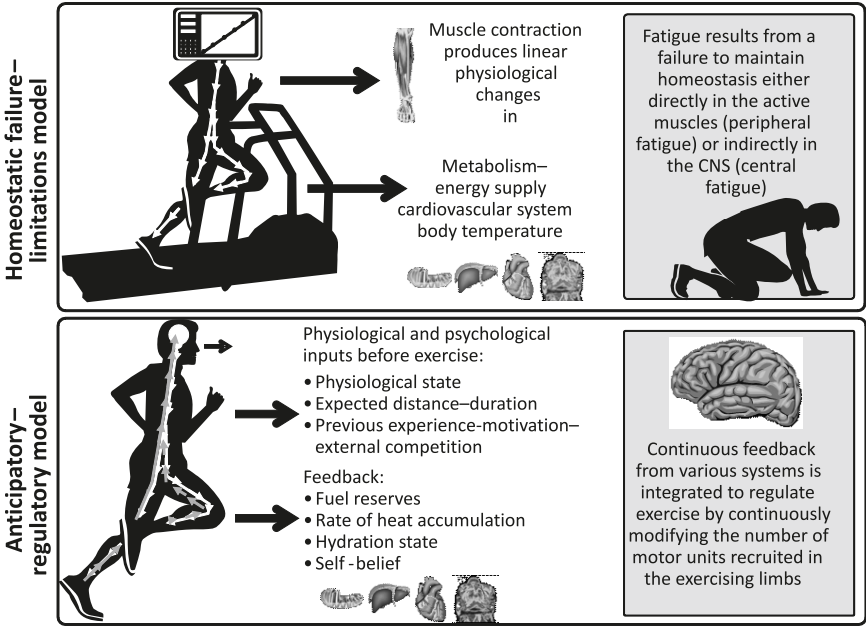 Homeostatic failure–
limitations model
Muscle contraction
produces linear
physiological
changes
in
Metabolism–
energy supply
cardiovascular system
body temperature
Fatigue results from a
failure to maintain
homeostasis either
directly in the active
muscles (peripheral
fatigue) or indirectly in
the CNS (central
fatigue)
Anticipatory–
regulatory model
Physiological and psychological
inputs before exercise:
• Physiological state
• Expected distance–duration
• Previous experience-motivation–
external competition
Feedback:
• Fuel reserves
• Rate of heat accumulation
• Hydration state
• Self -belief
Continuous feedback
from various systems is
integrated to regulate
exercise by continuously
modifying the number of
motor units recruited in
the exercising limbs